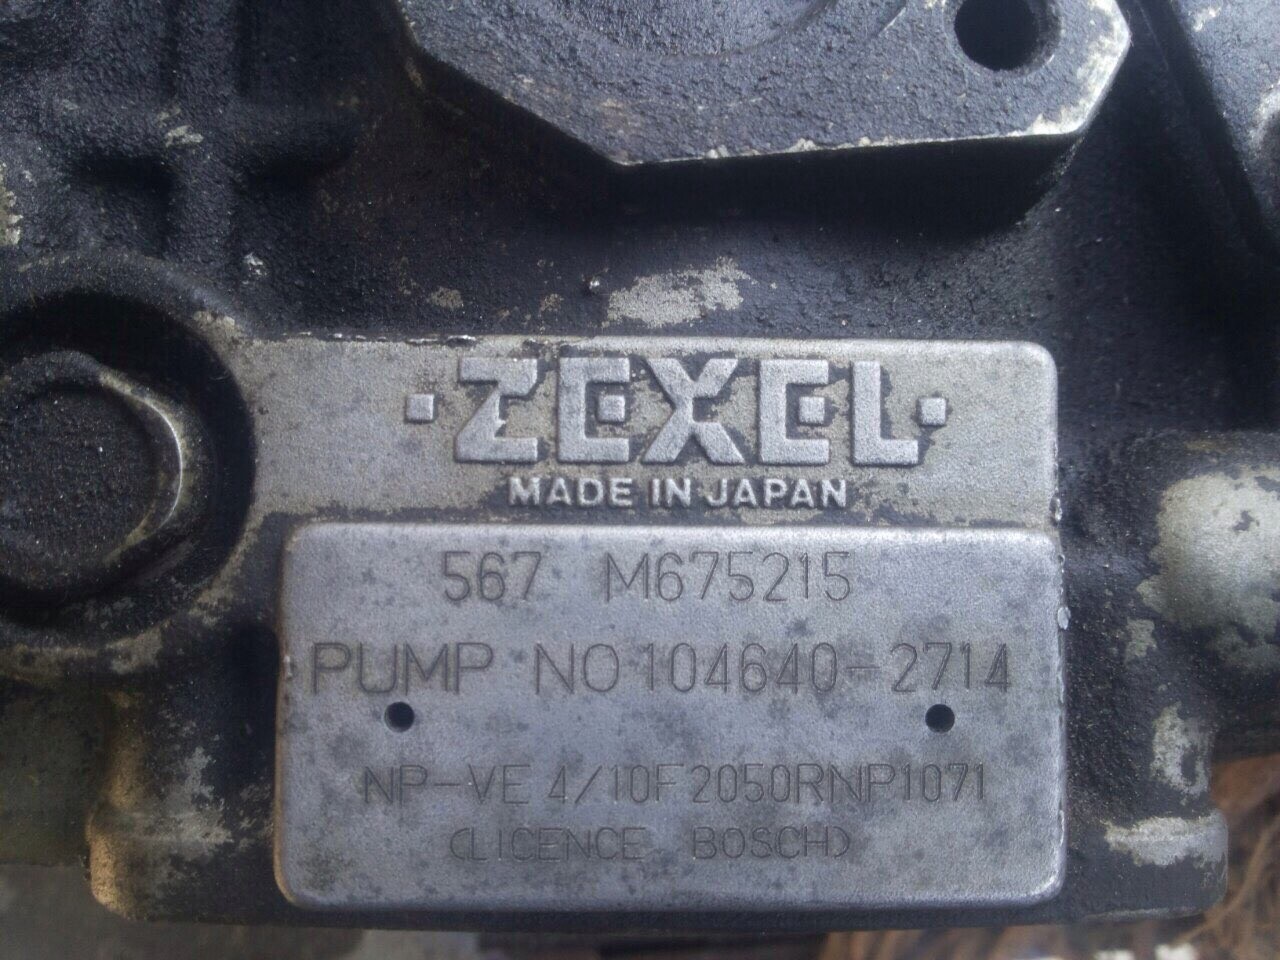 ·ZEXEL·
MADE IN JAPAN
567 M675215
PUMP NO 104640-2714
NP-VE 4/10F2050RNP1071
(LICENCE BOSCH)